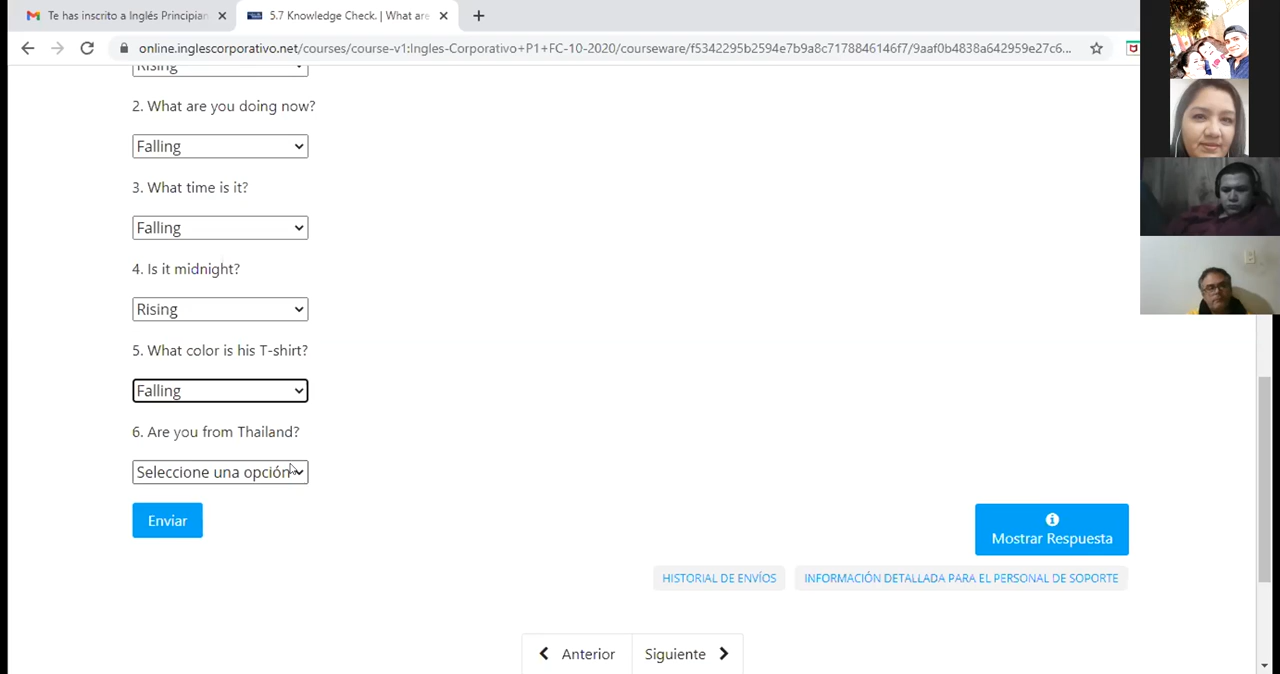 Te has inscrito a Inglés Principian
5.7 Knowledge Check. | What are
online.inglescorporativo.net/courses/course-v1:Ingles-Corporativo+P1+FC-10-2020/courseware/f5342295b2594e7b9a8c7178846146f7/9aaf0b4838a642959e27c6...
Rising
2. What are you doing now?
Falling
3. What time is it?
Falling
4. Is it midnight?
Rising
5. What color is his T-shirt?
Falling
6. Are you from Thailand?
Seleccione una opción
Enviar
Mostrar Respuesta
HISTORIAL DE ENVÍOS
INFORMACIÓN DETALLADA PARA EL PERSONAL DE SOPORTE
Anterior
Siguiente